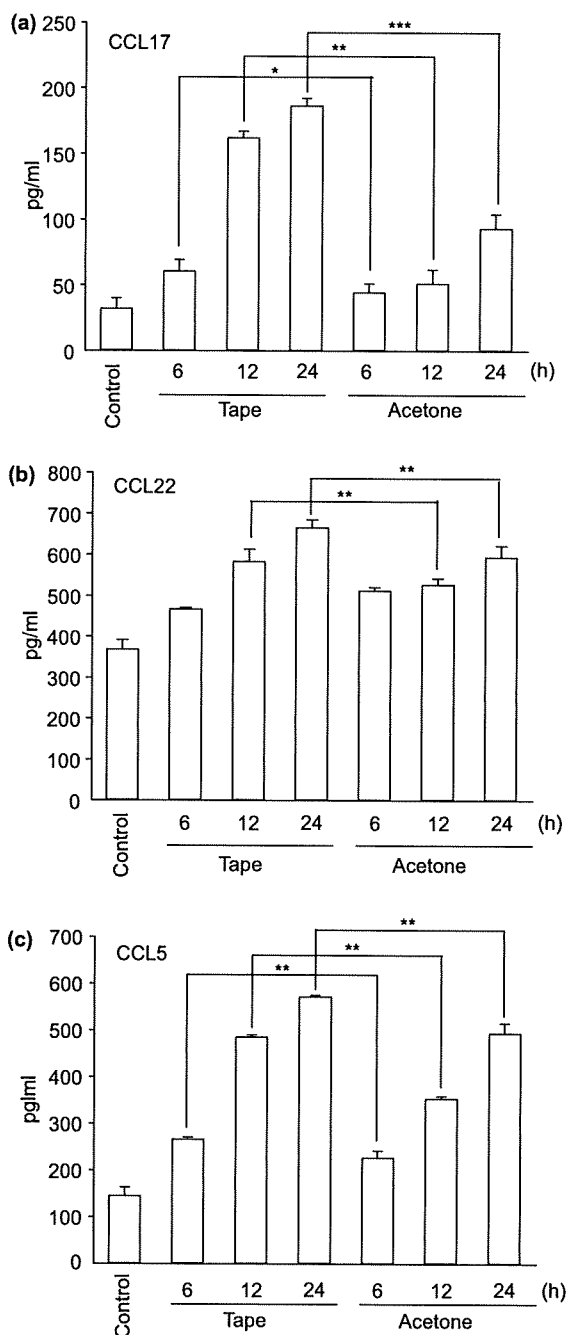 (a)
CCL17
pg/ml
250
200
150
100
50
0
* ** ***
Control 6 12 24 6 12 24 (h)
Tape Acetone
(b)
CCL22
pg/ml
800
700
600
500
400
300
200
100
0
** **
Control 6 12 24 6 12 24 (h)
Tape Acetone
(c)
CCL5
pglml
700
600
500
400
300
200
100
0
** ** **
Control 6 12 24 6 12 24 (h)
Tape Acetone